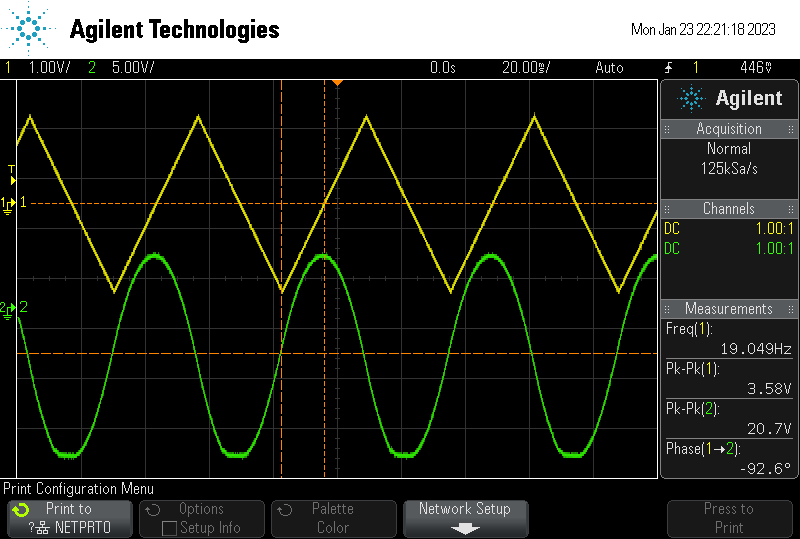 Agilent Technologies
Mon Jan 23 22:21:18 2023
1 1.00V/ 2 5.00V/ 0.0s 20.00ms/ Auto 1 446mV
Agilent
Acquisition
Normal
125kSa/s
Channels
DC 1.00:1
DC 1.00:1
Measurements
Freq(1):
19.049Hz
Pk-Pk(1):
3.58V
Pk-Pk(2):
20.7V
Phase(1→2):
-92.6°
T
1 1
2 2
Print Configuration Menu
Print to
? NETPRT0
Options
Setup Info
Palette
Color
Network Setup
Press to
Print